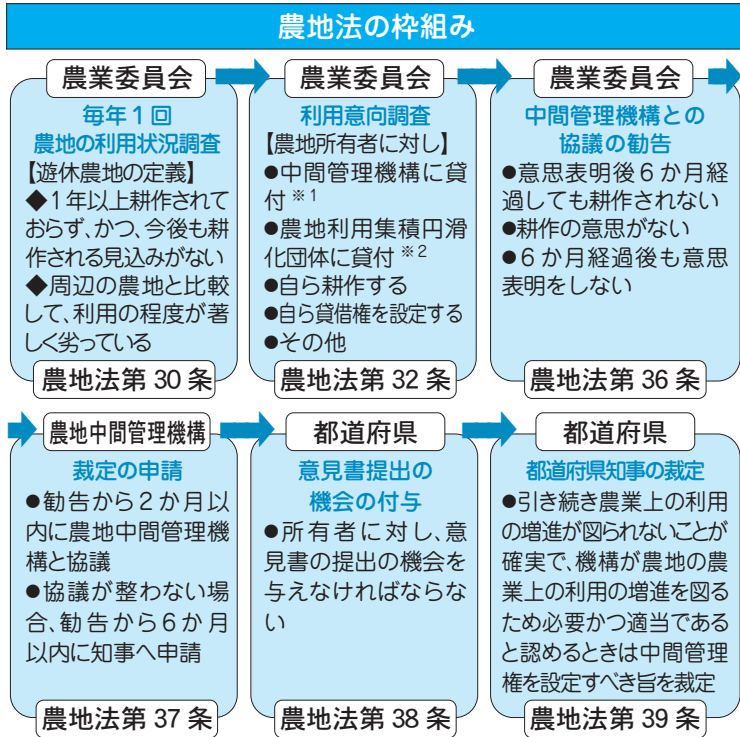 農地法の枠組み
農業委員会
毎年1回
農地の利用状況調査
【遊休農地の定義】
◆1年以上耕作されて
おらず、かつ、今後も耕
作される見込みがない
◆周辺の農地と比較
して、利用の程度が著
しく劣っている
農地法第 30 条
農業委員会
利用意向調査
【農地所有者に対し】
●中間管理機構に貸
付※1
●農地利用集積円滑
化団体に貸付※2
●自ら耕作する
●自ら貸借権を設定する
●その他
農地法第 32 条
農業委員会
中間管理機構との
協議の勧告
●意思表明後6か月経
過しても耕作されない
●耕作の意思がない
●6か月経過後も意思
表明をしない
農地法第 36 条
農地中間管理機構
裁定の申請
●勧告から2か月以
内に農地中間管理機
構と協議
●協議が整わない場
合、勧告から6か月
以内に知事へ申請
農地法第 37 条
都道府県
意見書提出の
機会の付与
●所有者に対し、意
見書の提出の機会を
与えなければならな
い
農地法第 38 条
都道府県
都道府県知事の裁定
●引き続き農業上の利用
の増進が図られないことが
確実で、機構が農地の農
業上の利用の増進を図る
ため必要かつ適当である
と認めるときは中間管理
権を設定すべき旨を裁定
農地法第 39 条